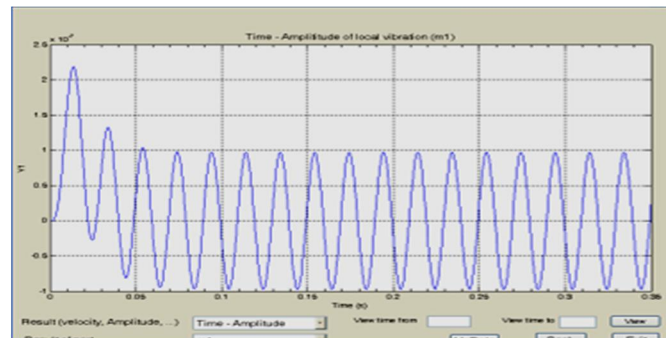 Time - Amplitude of local vibration (m1)
2.5
2
1.5
1
0.5
0
-0.5
-1
Y1
0 0.05 0.1 0.15 0.2 0.25 0.3 0.35
Time (s)
Result (velocity, Amplitude, ...) Time - Amplitude View time from View time to View